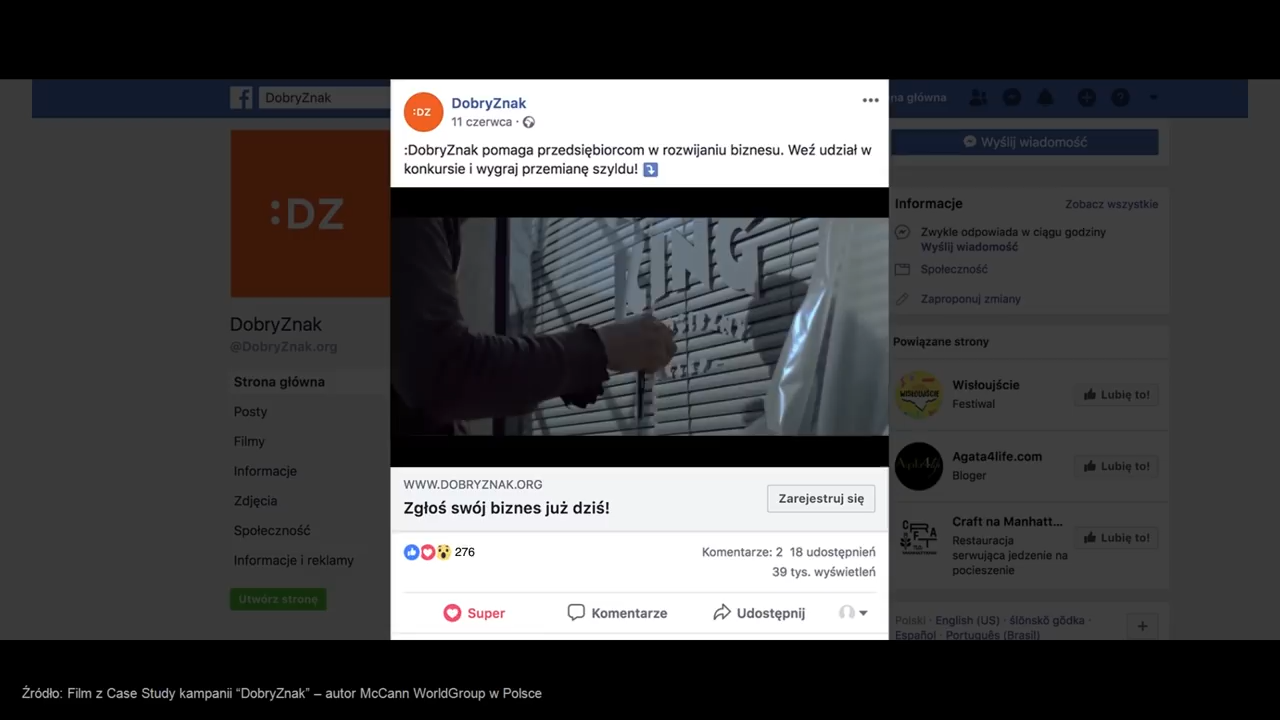 DobryZnak
na główna
:DZ
DobryZnak
11 czerwca
:DobryZnak pomaga przedsiębiorcom w rozwijaniu biznesu. Weź udział w
konkursie i wygraj przemianę szyldu!
WWW.DOBRYZNAK.ORG
Zgłoś swój biznes już dziś!
Zarejestruj się
276
Komentarze: 2 18 udostępnień
39 tys. wyświetleń
Super
Komentarze
Udostępnij
:DZ
DobryZnak
@DobryZnak.org
Strona główna
Posty
Filmy
Informacje
Zdjęcia
Społeczność
Informacje i reklamy
Utwórz stronę
Wyślij wiadomość
Informacje
Zobacz wszystkie
Zwykle odpowiada w ciągu godziny
Wyślij wiadomość
Społeczność
Zaproponuj zmiany
Powiązane strony
Wisłoujście
Festiwal
Lubię to!
Agata4life.com
Bloger
Lubię to!
Craft na Manhatt...
Restauracja
serwująca jedzenie na
pocieszenie
Lubię to!
Polski · English (US) · ślōnskŏ gŏdka ·
Español · Português (Brasil)
Źródło: Film z Case Study kampanii “DobryZnak” – autor McCann WorldGroup w Polsce